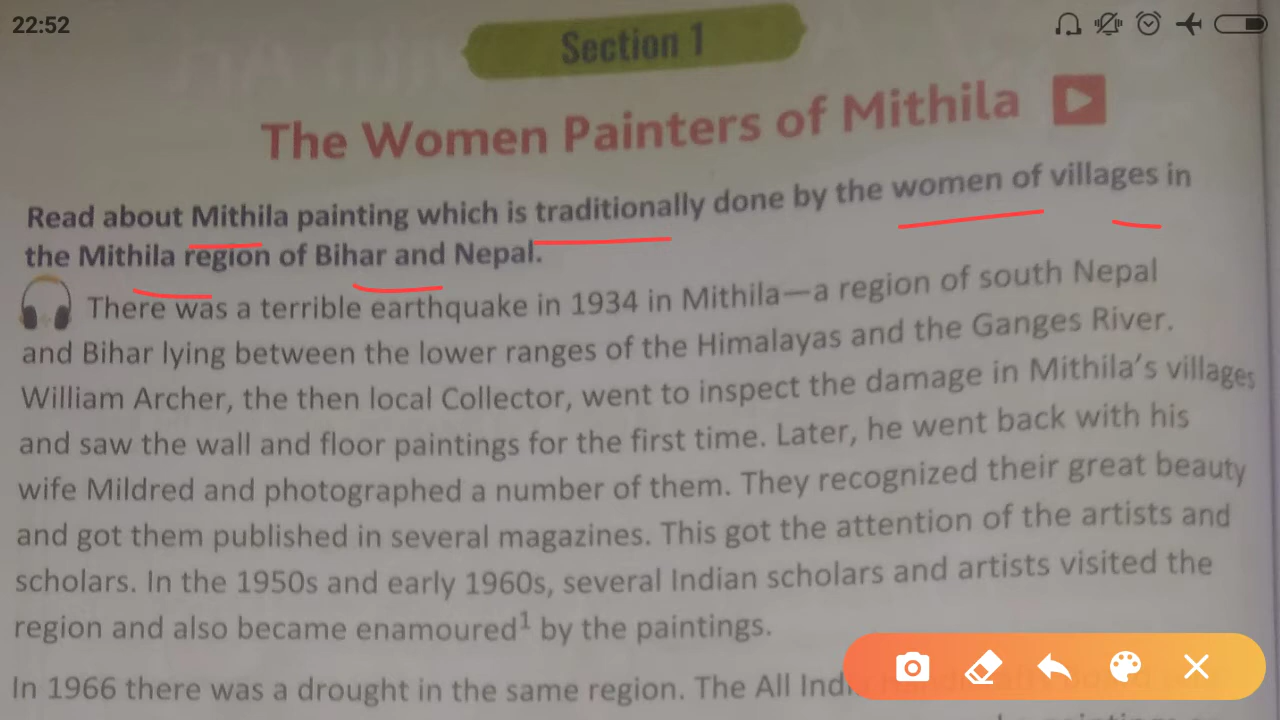 22:52
Section 1
The Women Painters of Mithila
Read about Mithila painting which is traditionally done by the women of villages in
the Mithila region of Bihar and Nepal.
There was a terrible earthquake in 1934 in Mithila—a region of south Nepal
and Bihar lying between the lower ranges of the Himalayas and the Ganges River.
William Archer, the then local Collector, went to inspect the damage in Mithila's villages
and saw the wall and floor paintings for the first time. Later, he went back with his
wife Mildred and photographed a number of them. They recognized their great beauty
and got them published in several magazines. This got the attention of the artists and
scholars. In the 1950s and early 1960s, several Indian scholars and artists visited the
region and also became enamoured¹ by the paintings.
In 1966 there was a drought in the same region. The All